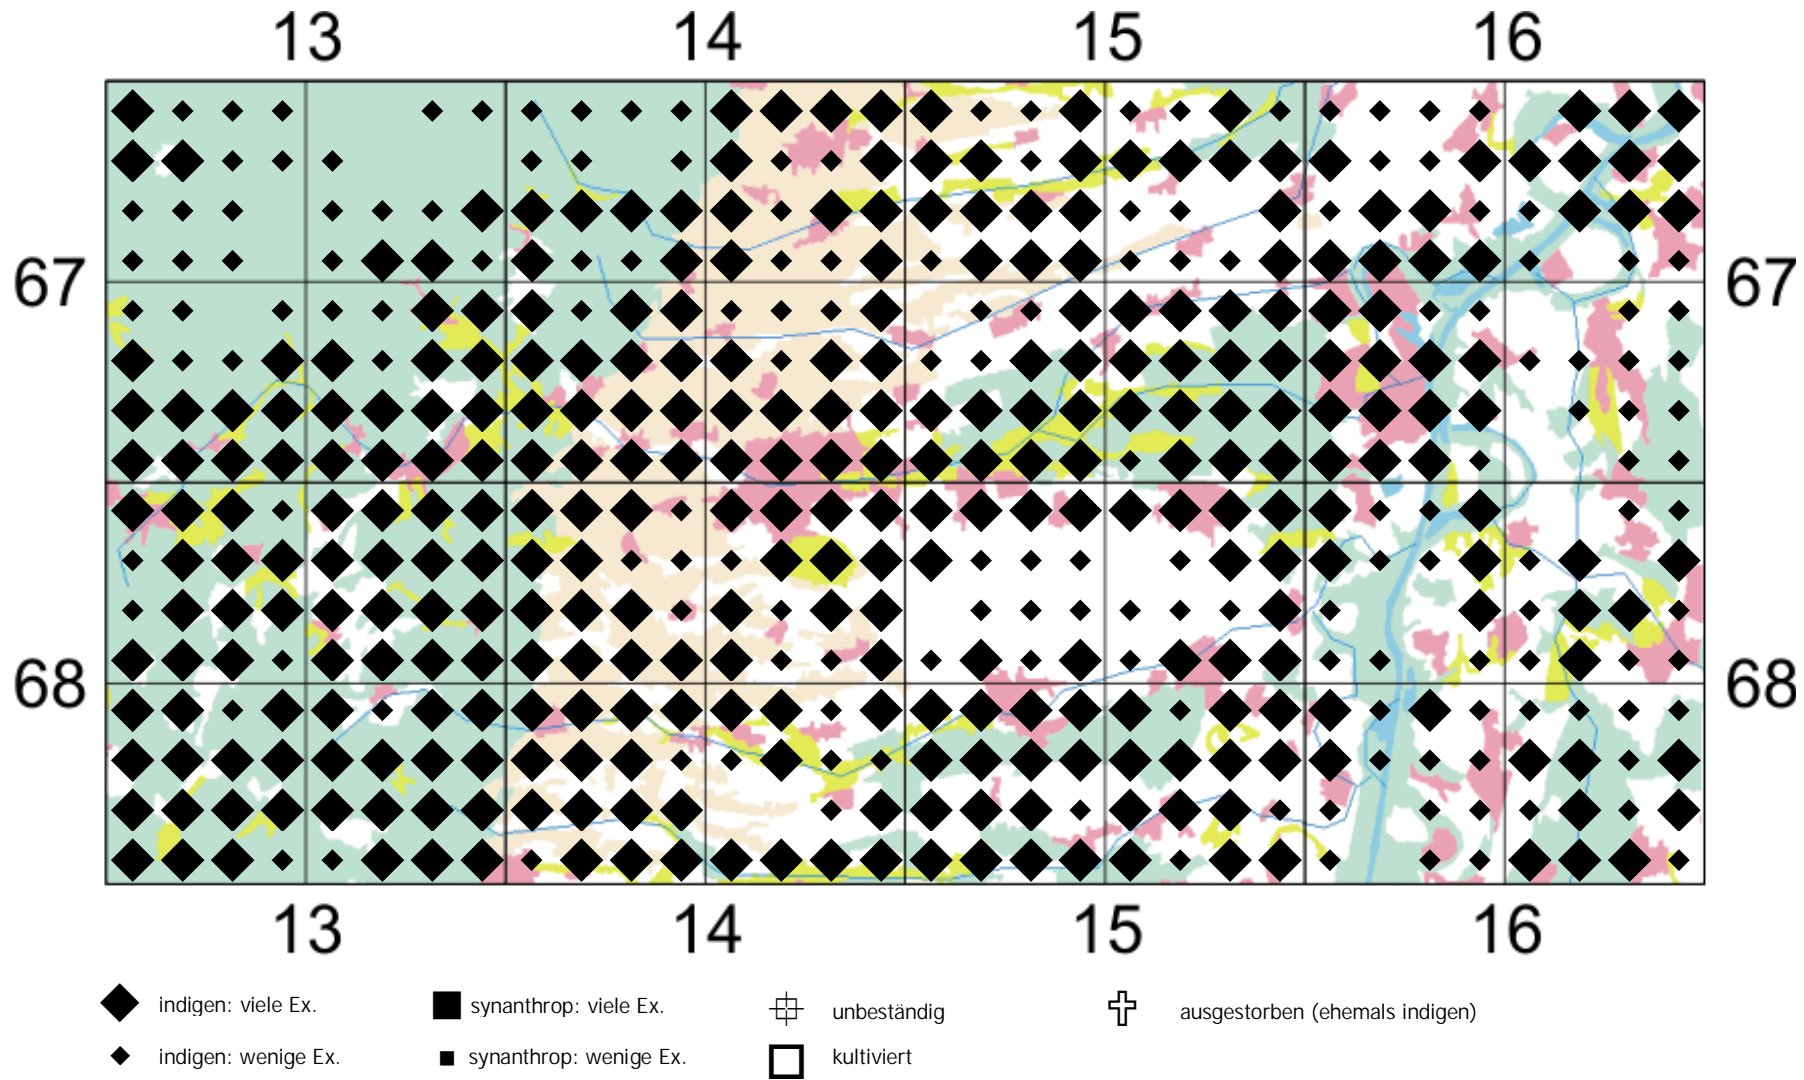 13 14 15 16
67 67
68 68
13 14 15 16
indigen: viele Ex. synanthrop: viele Ex. unbeständig ausgestorben (ehemals indigen)
indigen: wenige Ex. synanthrop: wenige Ex. kultiviert